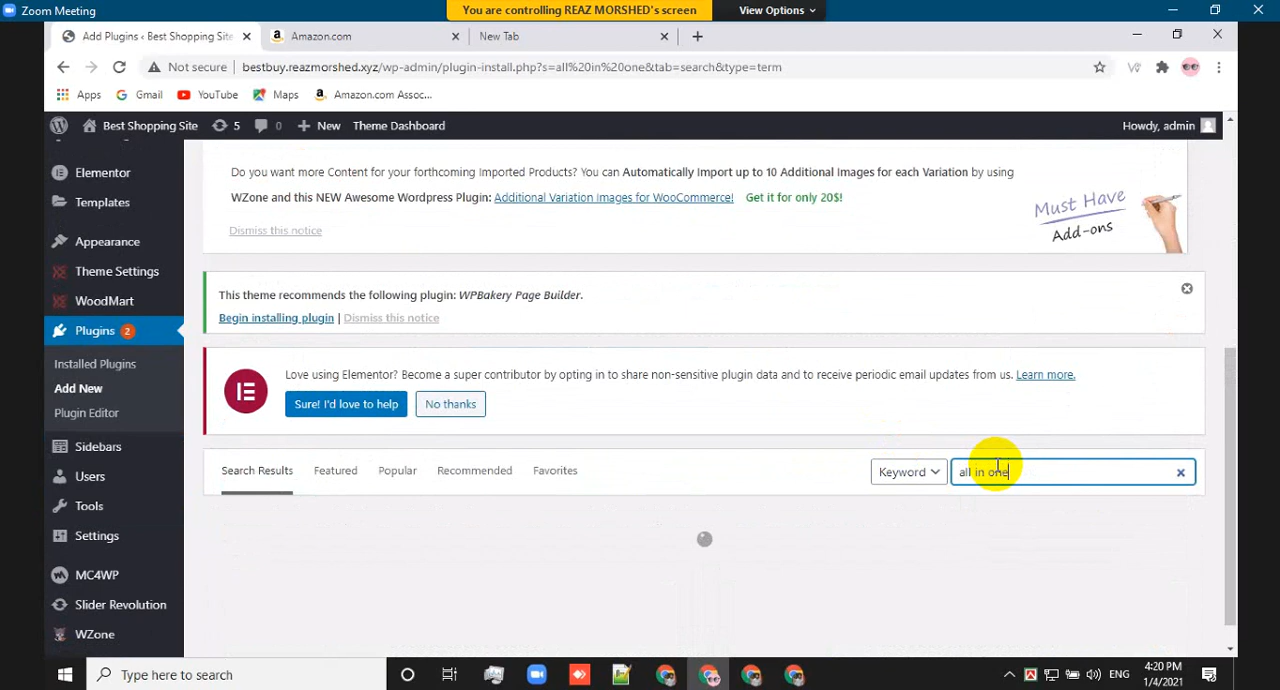 Zoom Meeting
You are controlling REAZ MORSHED's screen
View Options
Add Plugins ‹ Best Shopping Site
Amazon.com
New Tab
Not secure
bestbuy.reazmorshed.xyz/wp-admin/plugin-install.php?s=all%20in%20one&tab=search&type=term
Apps
Gmail
YouTube
Maps
Amazon.com Assoc...
Best Shopping Site
5
0
New
Theme Dashboard
Howdy, admin
Elementor
Templates
Appearance
Theme Settings
WoodMart
Plugins 2
Installed Plugins
Add New
Plugin Editor
Sidebars
Users
Tools
Settings
MC4WP
Slider Revolution
WZone
Do you want more Content for your forthcoming Imported Products? You can Automatically Import up to 10 Additional Images for each Variation by using
WZone and this NEW Awesome Wordpress Plugin: Additional Variation Images for WooCommerce! Get it for only 20$!
Dismiss this notice
Must Have
Add-ons
This theme recommends the following plugin: WPBakery Page Builder.
Begin installing plugin | Dismiss this notice
Love using Elementor? Become a super contributor by opting in to share non-sensitive plugin data and to receive periodic email updates from us. Learn more.
Sure! I'd love to help
No thanks
Search Results
Featured
Popular
Recommended
Favorites
Keyword
all in one
Type here to search
ENG
4:20 PM
1/4/2021